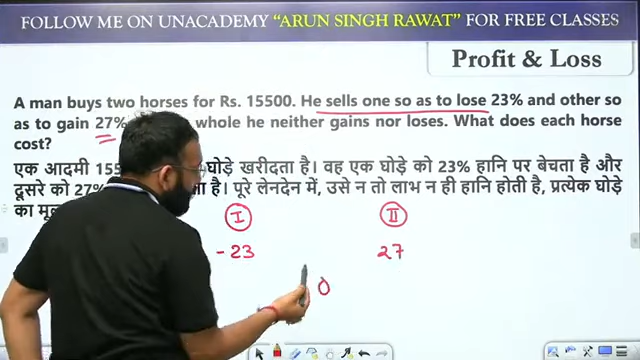 FOLLOW ME ON UNACADEMY “ARUN SINGH RAWAT” FOR FREE CLASSES
Profit & Loss
A man buys two horses for Rs. 15500. He sells one so as to lose 23% and other so
as to gain 27% whole he neither gains nor loses. What does each horse
cost?
एक आदमी 155 घोड़े खरीदता है। वह एक घोड़े को 23% हानि पर बेचता है और
दूसरे को 27% है। पूरे लेनदेन में, उसे न तो लाभ न ही हानि होती है, प्रत्येक घोड़े
का
I II
- 23 27
0